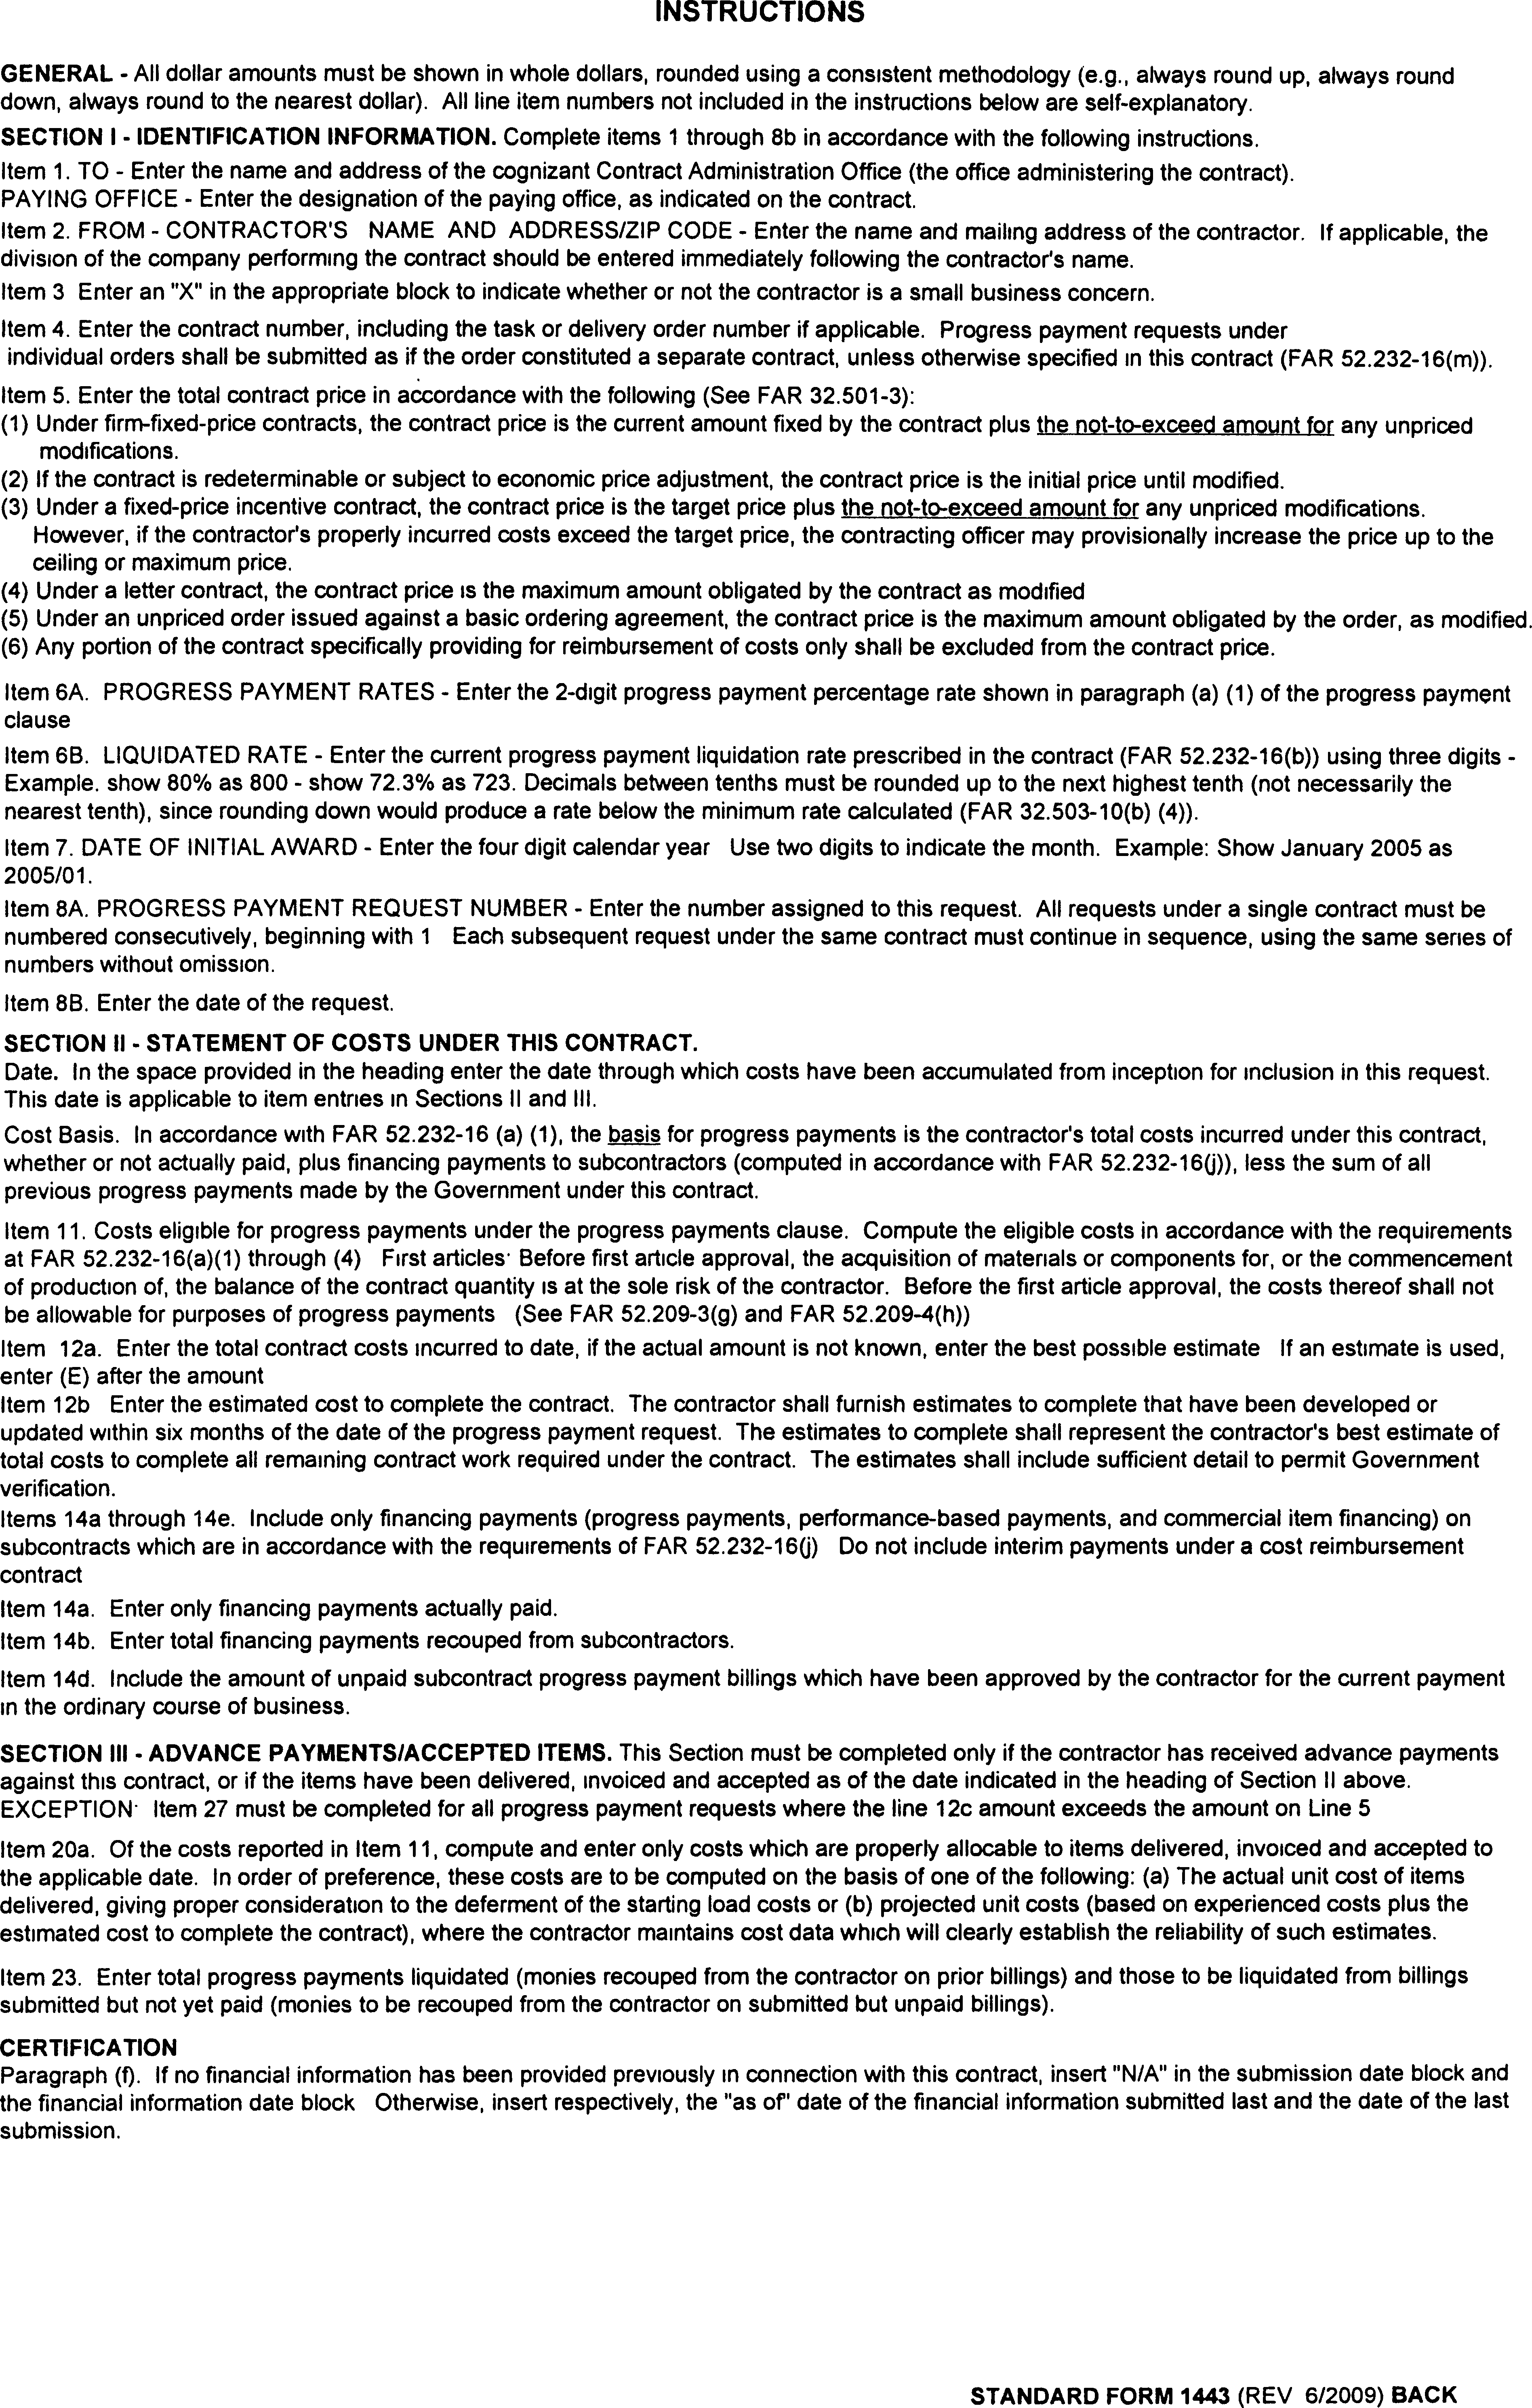 INSTRUCTIONS
GENERAL - All dollar amounts must be shown in whole dollars, rounded using a consistent methodology (e.g., always round up, always round
down, always round to the nearest dollar). All line item numbers not included in the instructions below are self-explanatory.
SECTION I - IDENTIFICATION INFORMATION. Complete items 1 through 8b in accordance with the following instructions.
Item 1. TO - Enter the name and address of the cognizant Contract Administration Office (the office administering the contract).
PAYING OFFICE - Enter the designation of the paying office, as indicated on the contract.
Item 2. FROM - CONTRACTOR'S NAME AND ADDRESS/ZIP CODE - Enter the name and mailing address of the contractor. If applicable, the
division of the company performing the contract should be entered immediately following the contractor's name.
Item 3 Enter an "X" in the appropriate block to indicate whether or not the contractor is a small business concern.
Item 4. Enter the contract number, including the task or delivery order number if applicable. Progress payment requests under
individual orders shall be submitted as if the order constituted a separate contract, unless otherwise specified in this contract (FAR 52.232-16(m)).
Item 5. Enter the total contract price in accordance with the following (See FAR 32.501-3):
(1) Under firm-fixed-price contracts, the contract price is the current amount fixed by the contract plus the not-to-exceed amount for any unpriced
modifications.
(2) If the contract is redeterminable or subject to economic price adjustment, the contract price is the initial price until modified.
(3) Under a fixed-price incentive contract, the contract price is the target price plus the not-to-exceed amount for any unpriced modifications.
However, if the contractor's properly incurred costs exceed the target price, the contracting officer may provisionally increase the price up to the
ceiling or maximum price.
(4) Under a letter contract, the contract price is the maximum amount obligated by the contract as modified
(5) Under an unpriced order issued against a basic ordering agreement, the contract price is the maximum amount obligated by the order, as modified.
(6) Any portion of the contract specifically providing for reimbursement of costs only shall be excluded from the contract price.
Item 6A. PROGRESS PAYMENT RATES - Enter the 2-digit progress payment percentage rate shown in paragraph (a) (1) of the progress payment
clause
Item 6B. LIQUIDATED RATE - Enter the current progress payment liquidation rate prescribed in the contract (FAR 52.232-16(b)) using three digits -
Example. show 80% as 800 - show 72.3% as 723. Decimals between tenths must be rounded up to the next highest tenth (not necessarily the
nearest tenth), since rounding down would produce a rate below the minimum rate calculated (FAR 32.503-10(b) (4)).
Item 7. DATE OF INITIAL AWARD - Enter the four digit calendar year Use two digits to indicate the month. Example: Show January 2005 as
2005/01.
Item 8A. PROGRESS PAYMENT REQUEST NUMBER - Enter the number assigned to this request. All requests under a single contract must be
numbered consecutively, beginning with 1 Each subsequent request under the same contract must continue in sequence, using the same series of
numbers without omission.
Item 8B. Enter the date of the request.
SECTION II - STATEMENT OF COSTS UNDER THIS CONTRACT.
Date. In the space provided in the heading enter the date through which costs have been accumulated from inception for inclusion in this request.
This date is applicable to item entries in Sections II and III.
Cost Basis. In accordance with FAR 52.232-16 (a) (1), the basis for progress payments is the contractor's total costs incurred under this contract,
whether or not actually paid, plus financing payments to subcontractors (computed in accordance with FAR 52.232-16(j)), less the sum of all
previous progress payments made by the Government under this contract.
Item 11. Costs eligible for progress payments under the progress payments clause. Compute the eligible costs in accordance with the requirements
at FAR 52.232-16(a)(1) through (4) First articles· Before first article approval, the acquisition of materials or components for, or the commencement
of production of, the balance of the contract quantity is at the sole risk of the contractor. Before the first article approval, the costs thereof shall not
be allowable for purposes of progress payments (See FAR 52.209-3(g) and FAR 52.209-4(h))
Item 12a. Enter the total contract costs incurred to date, if the actual amount is not known, enter the best possible estimate If an estimate is used,
enter (E) after the amount
Item 12b Enter the estimated cost to complete the contract. The contractor shall furnish estimates to complete that have been developed or
updated within six months of the date of the progress payment request. The estimates to complete shall represent the contractor's best estimate of
total costs to complete all remaining contract work required under the contract. The estimates shall include sufficient detail to permit Government
verification.
Items 14a through 14e. Include only financing payments (progress payments, performance-based payments, and commercial item financing) on
subcontracts which are in accordance with the requirements of FAR 52.232-16(j) Do not include interim payments under a cost reimbursement
contract
Item 14a. Enter only financing payments actually paid.
Item 14b. Enter total financing payments recouped from subcontractors.
Item 14d. Include the amount of unpaid subcontract progress payment billings which have been approved by the contractor for the current payment
in the ordinary course of business.
SECTION III - ADVANCE PAYMENTS/ACCEPTED ITEMS. This Section must be completed only if the contractor has received advance payments
against this contract, or if the items have been delivered, invoiced and accepted as of the date indicated in the heading of Section II above.
EXCEPTION· Item 27 must be completed for all progress payment requests where the line 12c amount exceeds the amount on Line 5
Item 20a. Of the costs reported in Item 11, compute and enter only costs which are properly allocable to items delivered, invoiced and accepted to
the applicable date. In order of preference, these costs are to be computed on the basis of one of the following: (a) The actual unit cost of items
delivered, giving proper consideration to the deferment of the starting load costs or (b) projected unit costs (based on experienced costs plus the
estimated cost to complete the contract), where the contractor maintains cost data which will clearly establish the reliability of such estimates.
Item 23. Enter total progress payments liquidated (monies recouped from the contractor on prior billings) and those to be liquidated from billings
submitted but not yet paid (monies to be recouped from the contractor on submitted but unpaid billings).
CERTIFICATION
Paragraph (f). If no financial information has been provided previously in connection with this contract, insert "N/A" in the submission date block and
the financial information date block Otherwise, insert respectively, the "as of" date of the financial information submitted last and the date of the last
submission.
STANDARD FORM 1443 (REV 6/2009) BACK